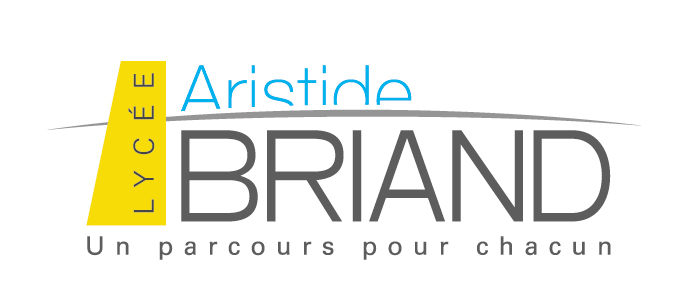 LYCÉE
Aristide
BRIAND
Un parcours pour chacun